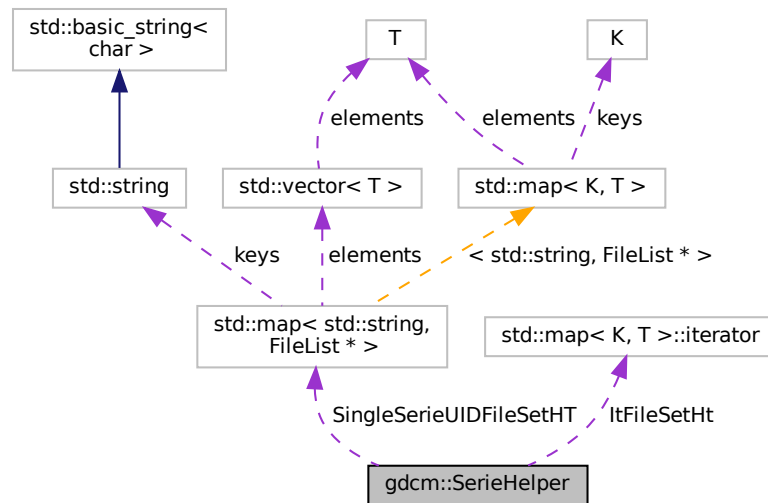 std::basic_string<
char >
T
K
elements
elements
keys
std::string
std::vector< T >
std::map< K, T >
keys
elements
< std::string, FileList * >
std::map< std::string,
FileList * >
std::map< K, T >::iterator
SingleSerieUIDFileSetHT
ItFileSetHt
gdcm::SerieHelper